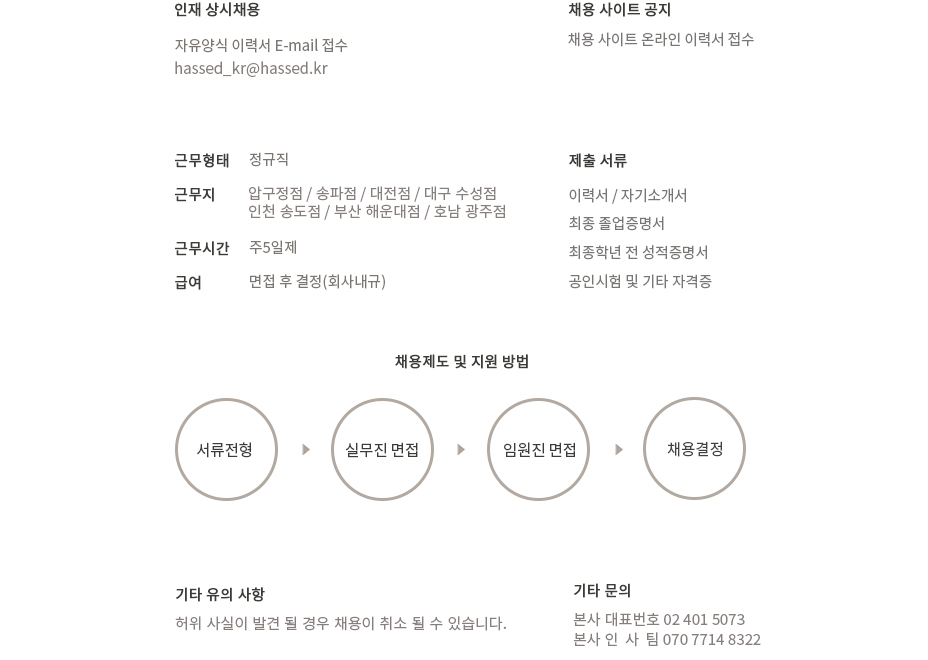 인재 상시채용
자유양식 이력서 E-mail 접수
hassed_kr@hassed.kr
채용 사이트 공지
채용 사이트 온라인 이력서 접수
근무형태 정규직
근무지 압구정점 / 송파점 / 대전점 / 대구 수성점
인천 송도점 / 부산 해운대점 / 호남 광주점
근무시간 주5일제
급여 면접 후 결정(회사내규)
제출 서류
이력서 / 자기소개서
최종 졸업증명서
최종학년 전 성적증명서
공인시험 및 기타 자격증
채용제도 및 지원 방법
서류전형
실무진 면접
임원진 면접
채용결정
기타 유의 사항
허위 사실이 발견 될 경우 채용이 취소 될 수 있습니다.
기타 문의
본사 대표번호 02 401 5073
본사 인 사 팀 070 7714 8322